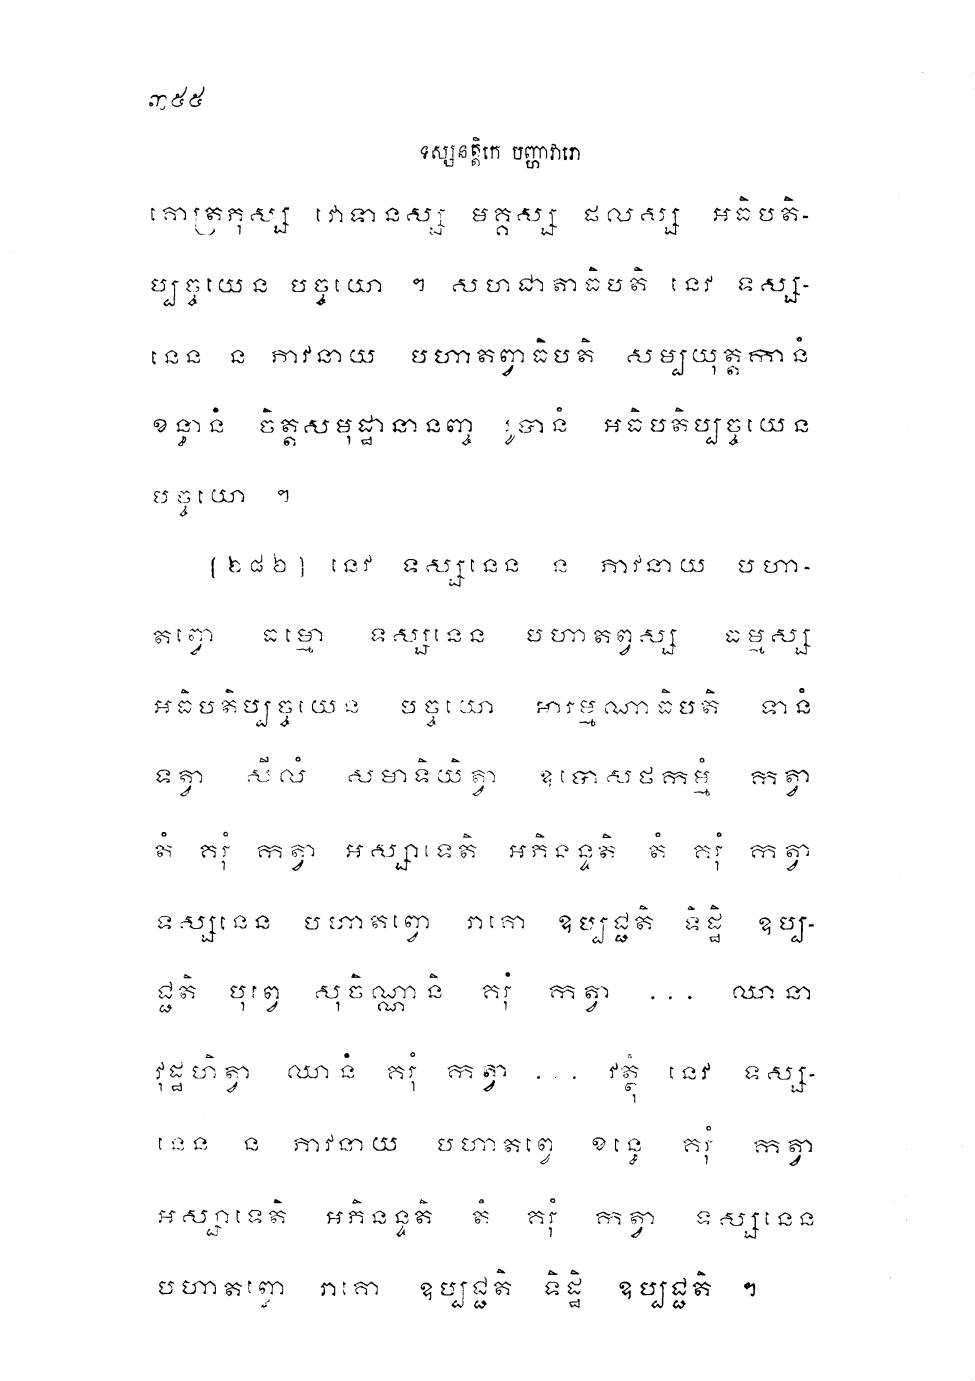 ៣៥៥
ទស្សនត្តិកេ បញ្ហាវារោ
គោត្រភុស្ស វោទានស្ស មគ្គស្ស ផលស្ស អធិបតិ-
ប្បច្ចយេន បច្ចយោ ។ សហជាតាធិបតិ នេវ ទស្ស-
នេន ន ភាវនាយ បហាតព្វាធិបតិ សម្បយុត្តកានំ
ខន្ធានំ ចិត្តសមុដ្ឋានានញ្ច រូបានំ អធិបតិប្បច្ចយេន
បច្ចយោ ។
(២៨៦) នេវ ទស្សនេន ន ភាវនាយ បហា-
តព្វោ ធម្មោ ទស្សនេន បហាតព្វស្ស ធម្មស្ស
អធិបតិប្បច្ចយេន បច្ចយោ អារម្មណាធិបតិ ទានំ
ទត្វា សីលំ សមាទិយិត្វា ឧបោសថកម្មំ កត្វា
តំ គរុំ កត្វា អស្សាទេតិ អភិនន្ទតិ តំ គរុំ កត្វា
ទស្សនេន បហាតព្វោ រាគោ ឧប្បជ្ជតិ ទិដ្ឋិ ឧប្ប-
ជ្ជតិ បុព្វេ សុចិណ្ណានិ គរុំ កត្វា ... ឈានា
វុដ្ឋហិត្វា ឈានំ គរុំ កត្វា ... វត្ថុំ នេវ ទស្ស-
នេន ន ភាវនាយ បហាតព្វេ ខន្ធេ គរុំ កត្វា
អស្សាទេតិ អភិនន្ទតិ តំ គរុំ កត្វា ទស្សនេន
បហាតព្វោ រាគោ ឧប្បជ្ជតិ ទិដ្ឋិ ឧប្បជ្ជតិ ។